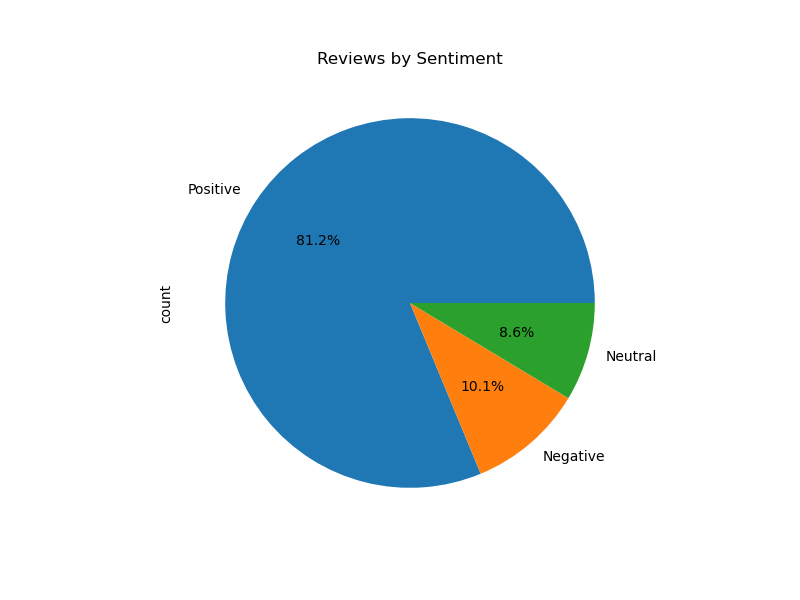 Reviews by Sentiment
Positive
81.2%
count
8.6%
Neutral
10.1%
Negative